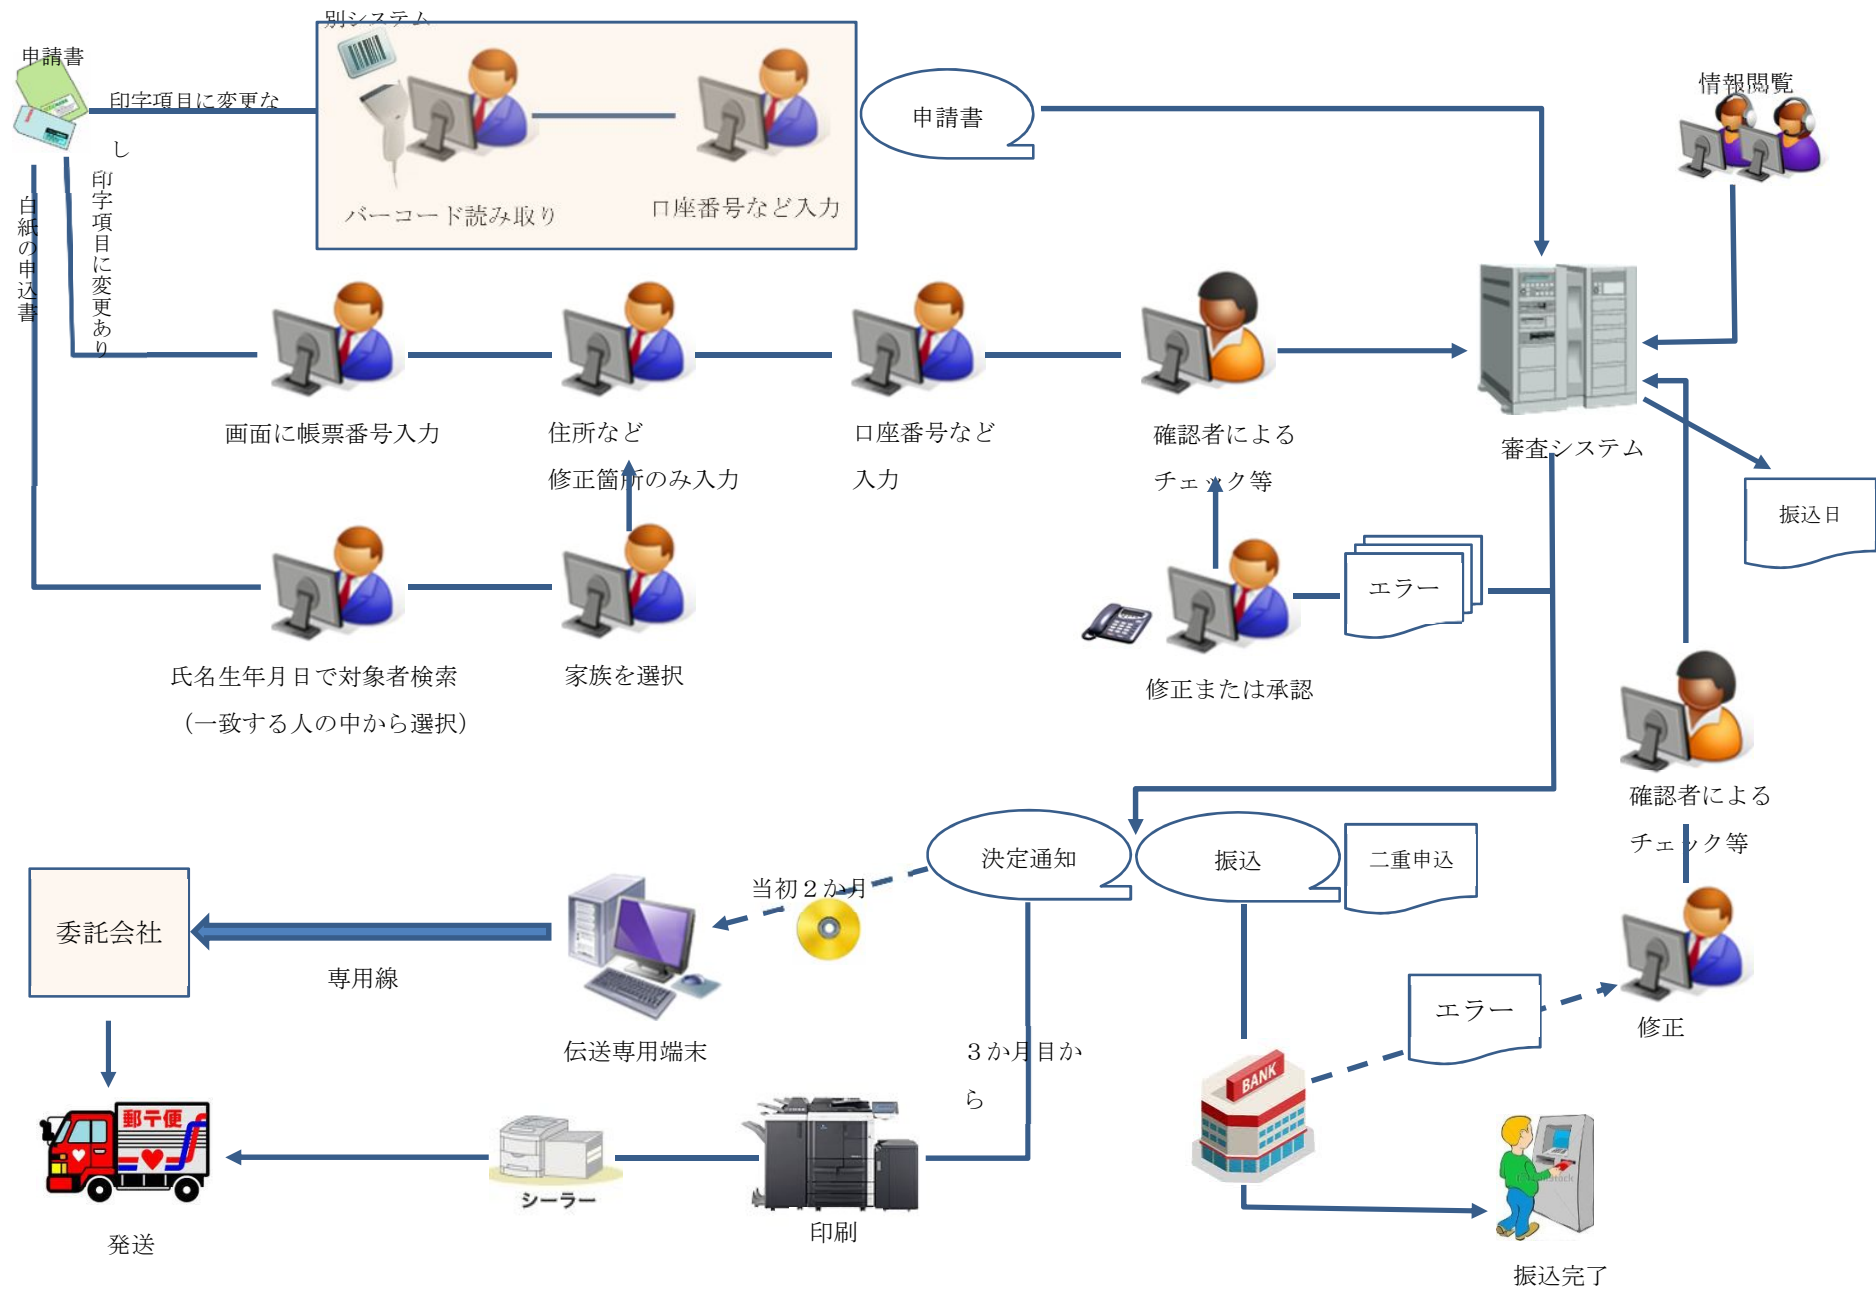 別システム
申請書
印字項目に変更な
し
印字項目に変更あり
白紙の申込書
バーコード読み取り
口座番号など入力
申請書
情報閲覧
画面に帳票番号入力
住所など
修正箇所のみ入力
口座番号など
入力
確認者による
チェック等
審査システム
振込日
エラー
氏名生年月日で対象者検索
（一致する人の中から選択）
家族を選択
修正または承認
確認者による
チェック等
決定通知
振込
二重申込
当初２か月
委託会社
専用線
伝送専用端末
３か月目か
ら
エラー
修正
BANK
郵〒便
シーラー
印刷
発送
振込完了